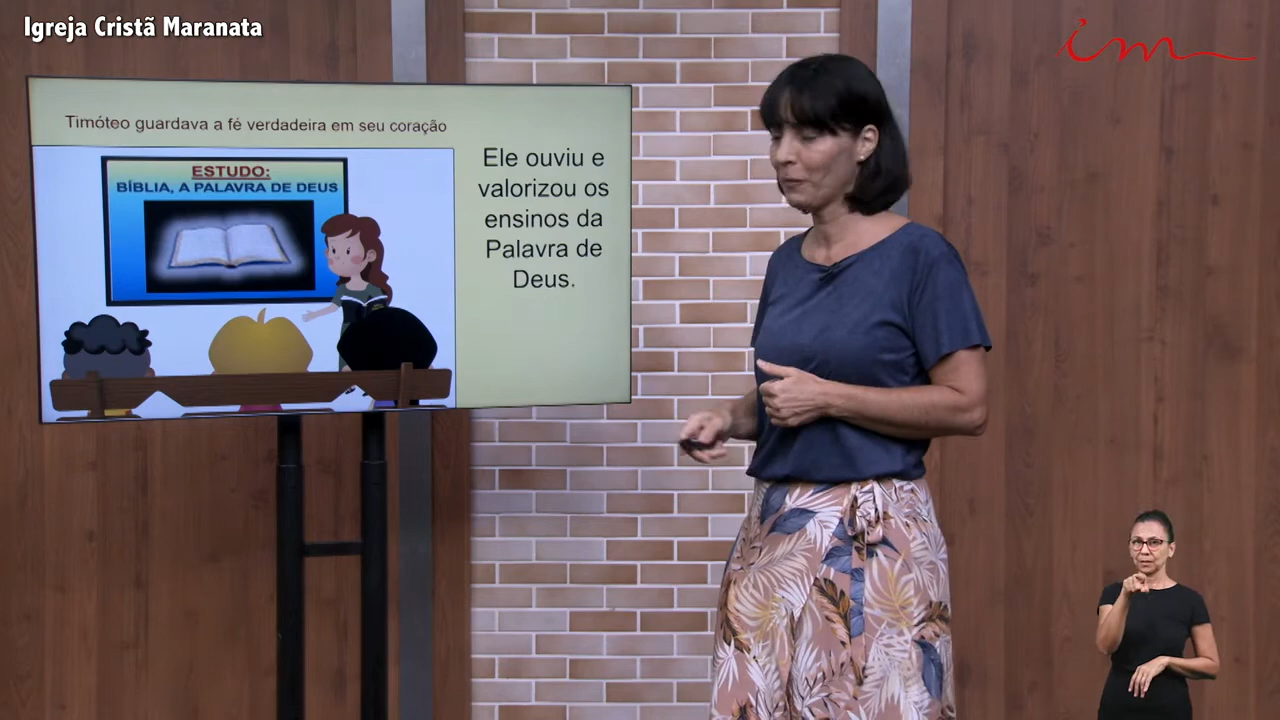 Igreja Cristã Maranata
im
Timóteo guardava a fé verdadeira em seu coração
ESTUDO:
BÍBLIA, A PALAVRA DE DEUS
Ele ouviu e
valorizou os
ensinos da
Palavra de
Deus.